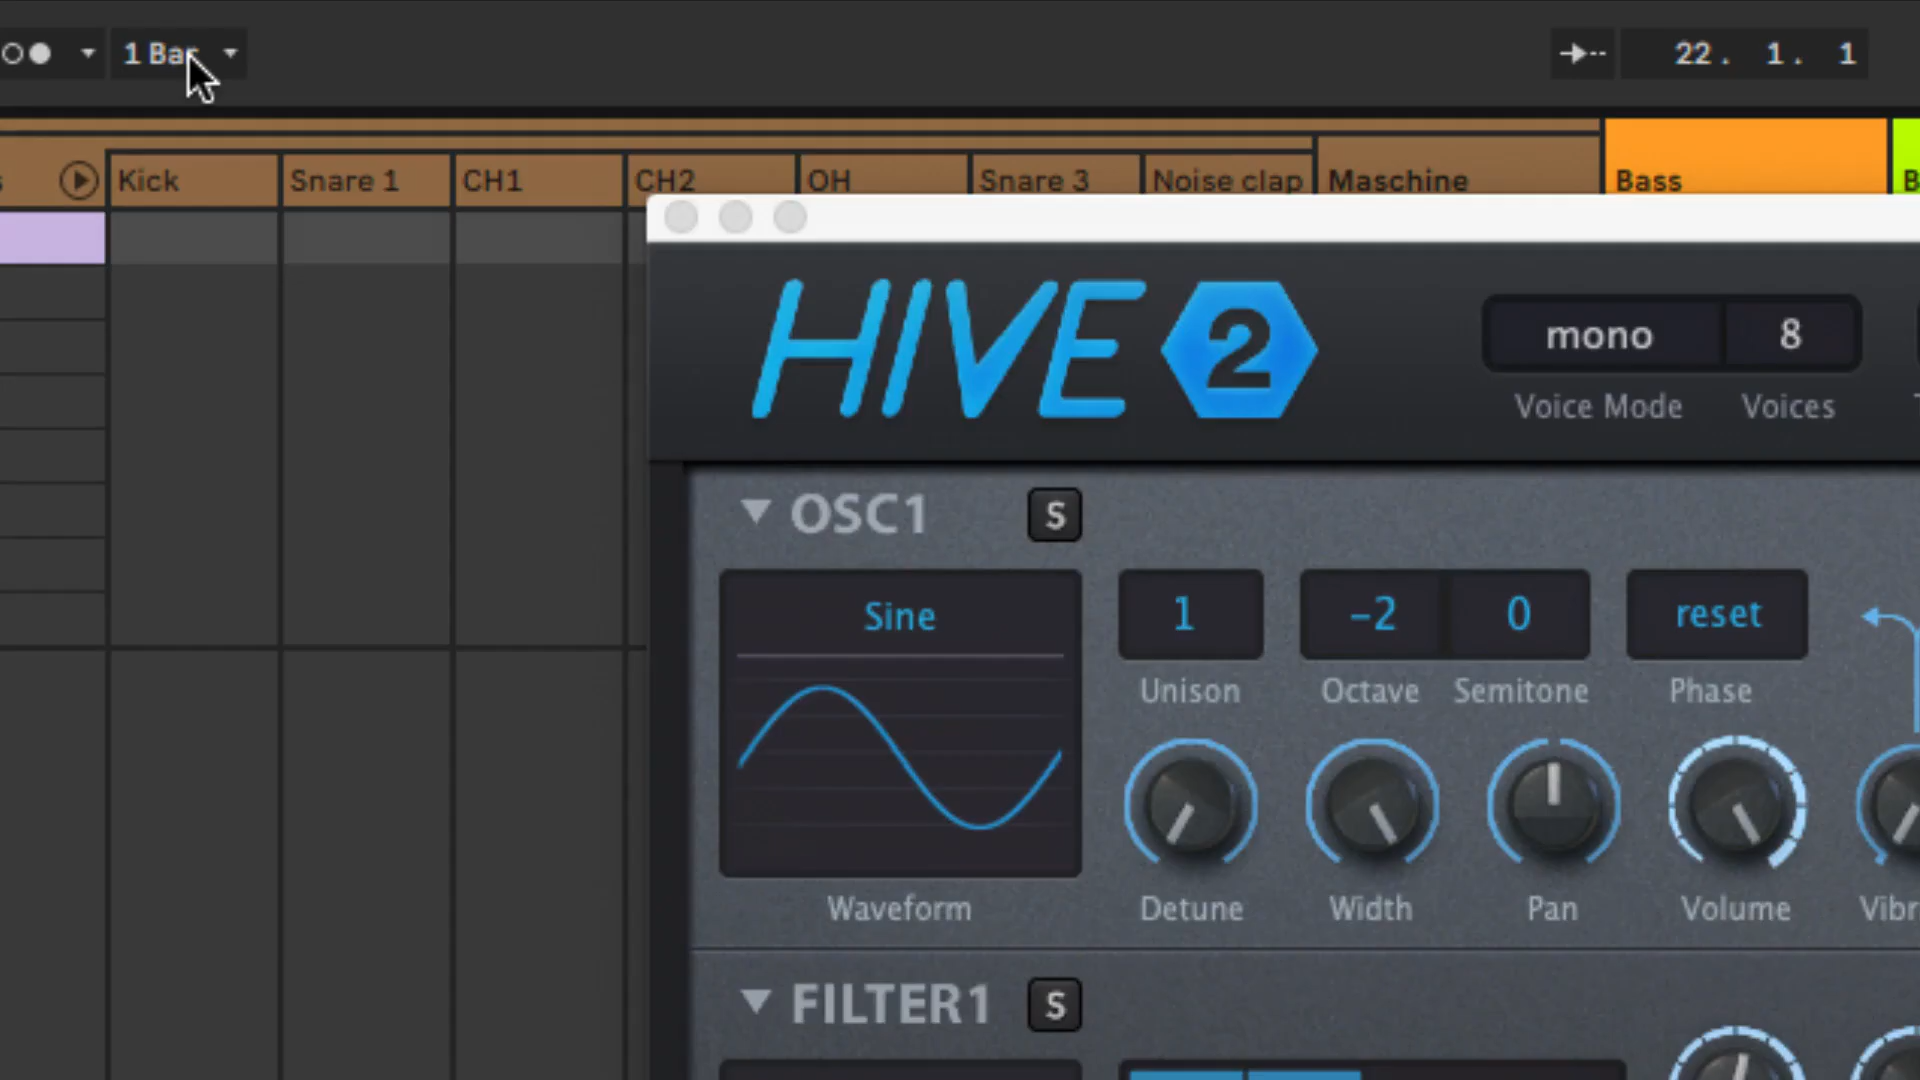 1 Bar
22. 1. 1
Kick
Snare 1
CH1
CH2
OH
Snare 3
Noise clap
Maschine
Bass
HIVE 2
mono 8
Voice Mode Voices
OSC1 S
Sine
1 -2 0 reset
Unison Octave Semitone Phase
Waveform Detune Width Pan Volume Vibr
FILTER1 S